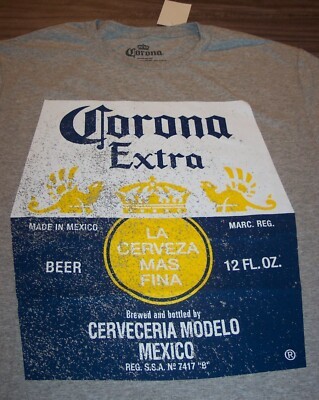 Corona
Corona
Extra
MADE IN MEXICO
MARC. REG.
LA
CERVEZA
MAS
FINA
BEER
12 FL. OZ.
Brewed and bottled by
CERVECERIA MODELO
MEXICO
REG. S.S.A. Nº 7417 "B"
®